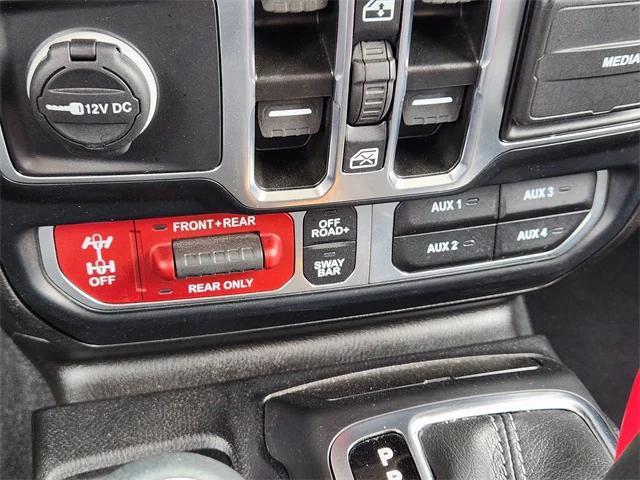 12V DC
MEDIA
FRONT+REAR
OFF
REAR ONLY
OFF
ROAD+
SWAY
BAR
AUX 1
AUX 2
AUX 3
AUX 4
P
R